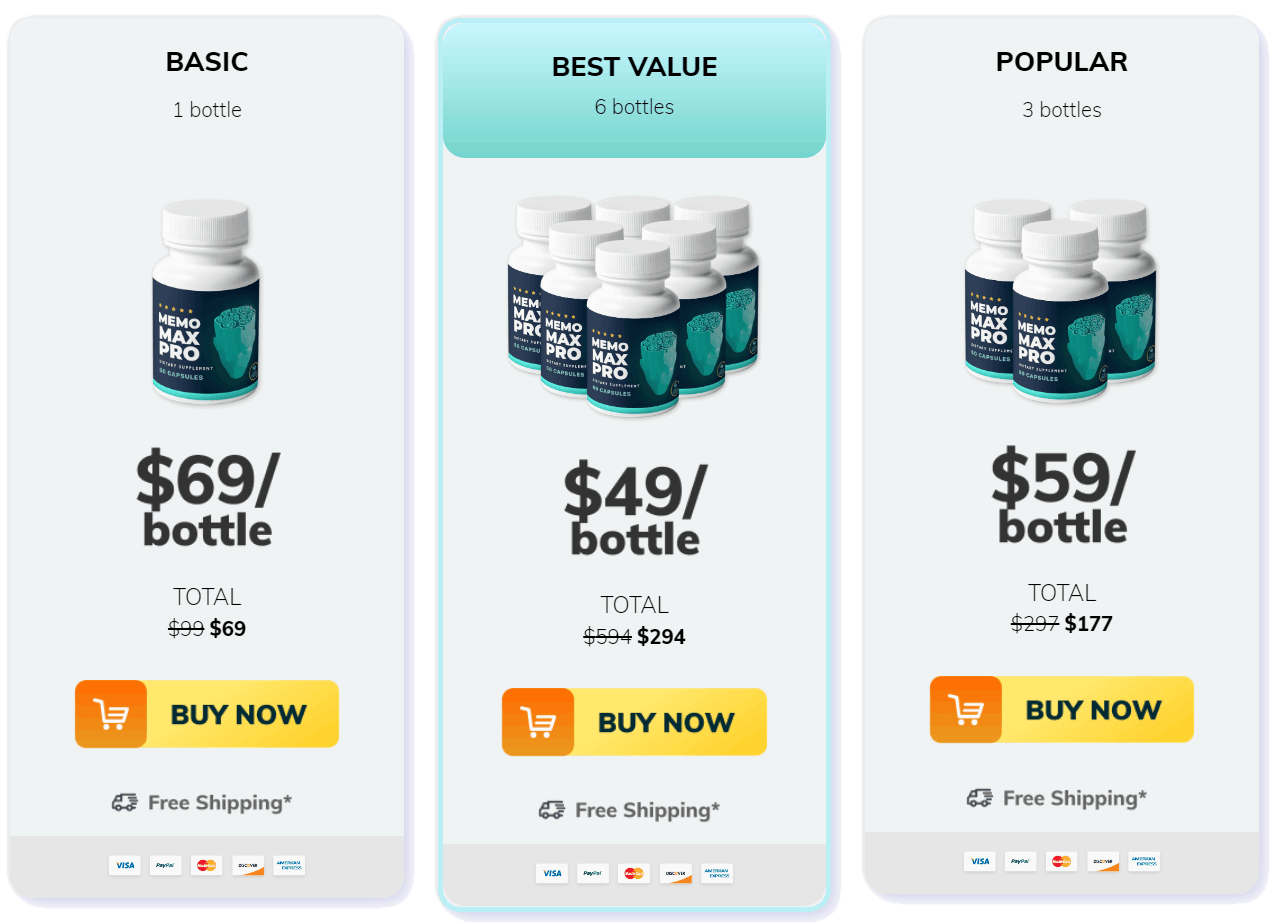 BASIC
1 bottle
MEMO
MAX
PRO
DIETARY SUPPLEMENT
60 CAPSULES
$69/
bottle
TOTAL
$99 $69
BUY NOW
Free Shipping*
VISA
PayPal
MasterCard
DISCOVER
AMERICAN
EXPRESS
BEST VALUE
6 bottles
MEMO
MAX
PRO
DIETARY SUPPLEMENT
60 CAPSULES
$49/
bottle
TOTAL
$594 $294
BUY NOW
Free Shipping*
VISA
PayPal
MasterCard
DISCOVER
AMERICAN
EXPRESS
POPULAR
3 bottles
MEMO
MAX
PRO
DIETARY SUPPLEMENT
60 CAPSULES
$59/
bottle
TOTAL
$297 $177
BUY NOW
Free Shipping*
VISA
PayPal
MasterCard
DISCOVER
AMERICAN
EXPRESS